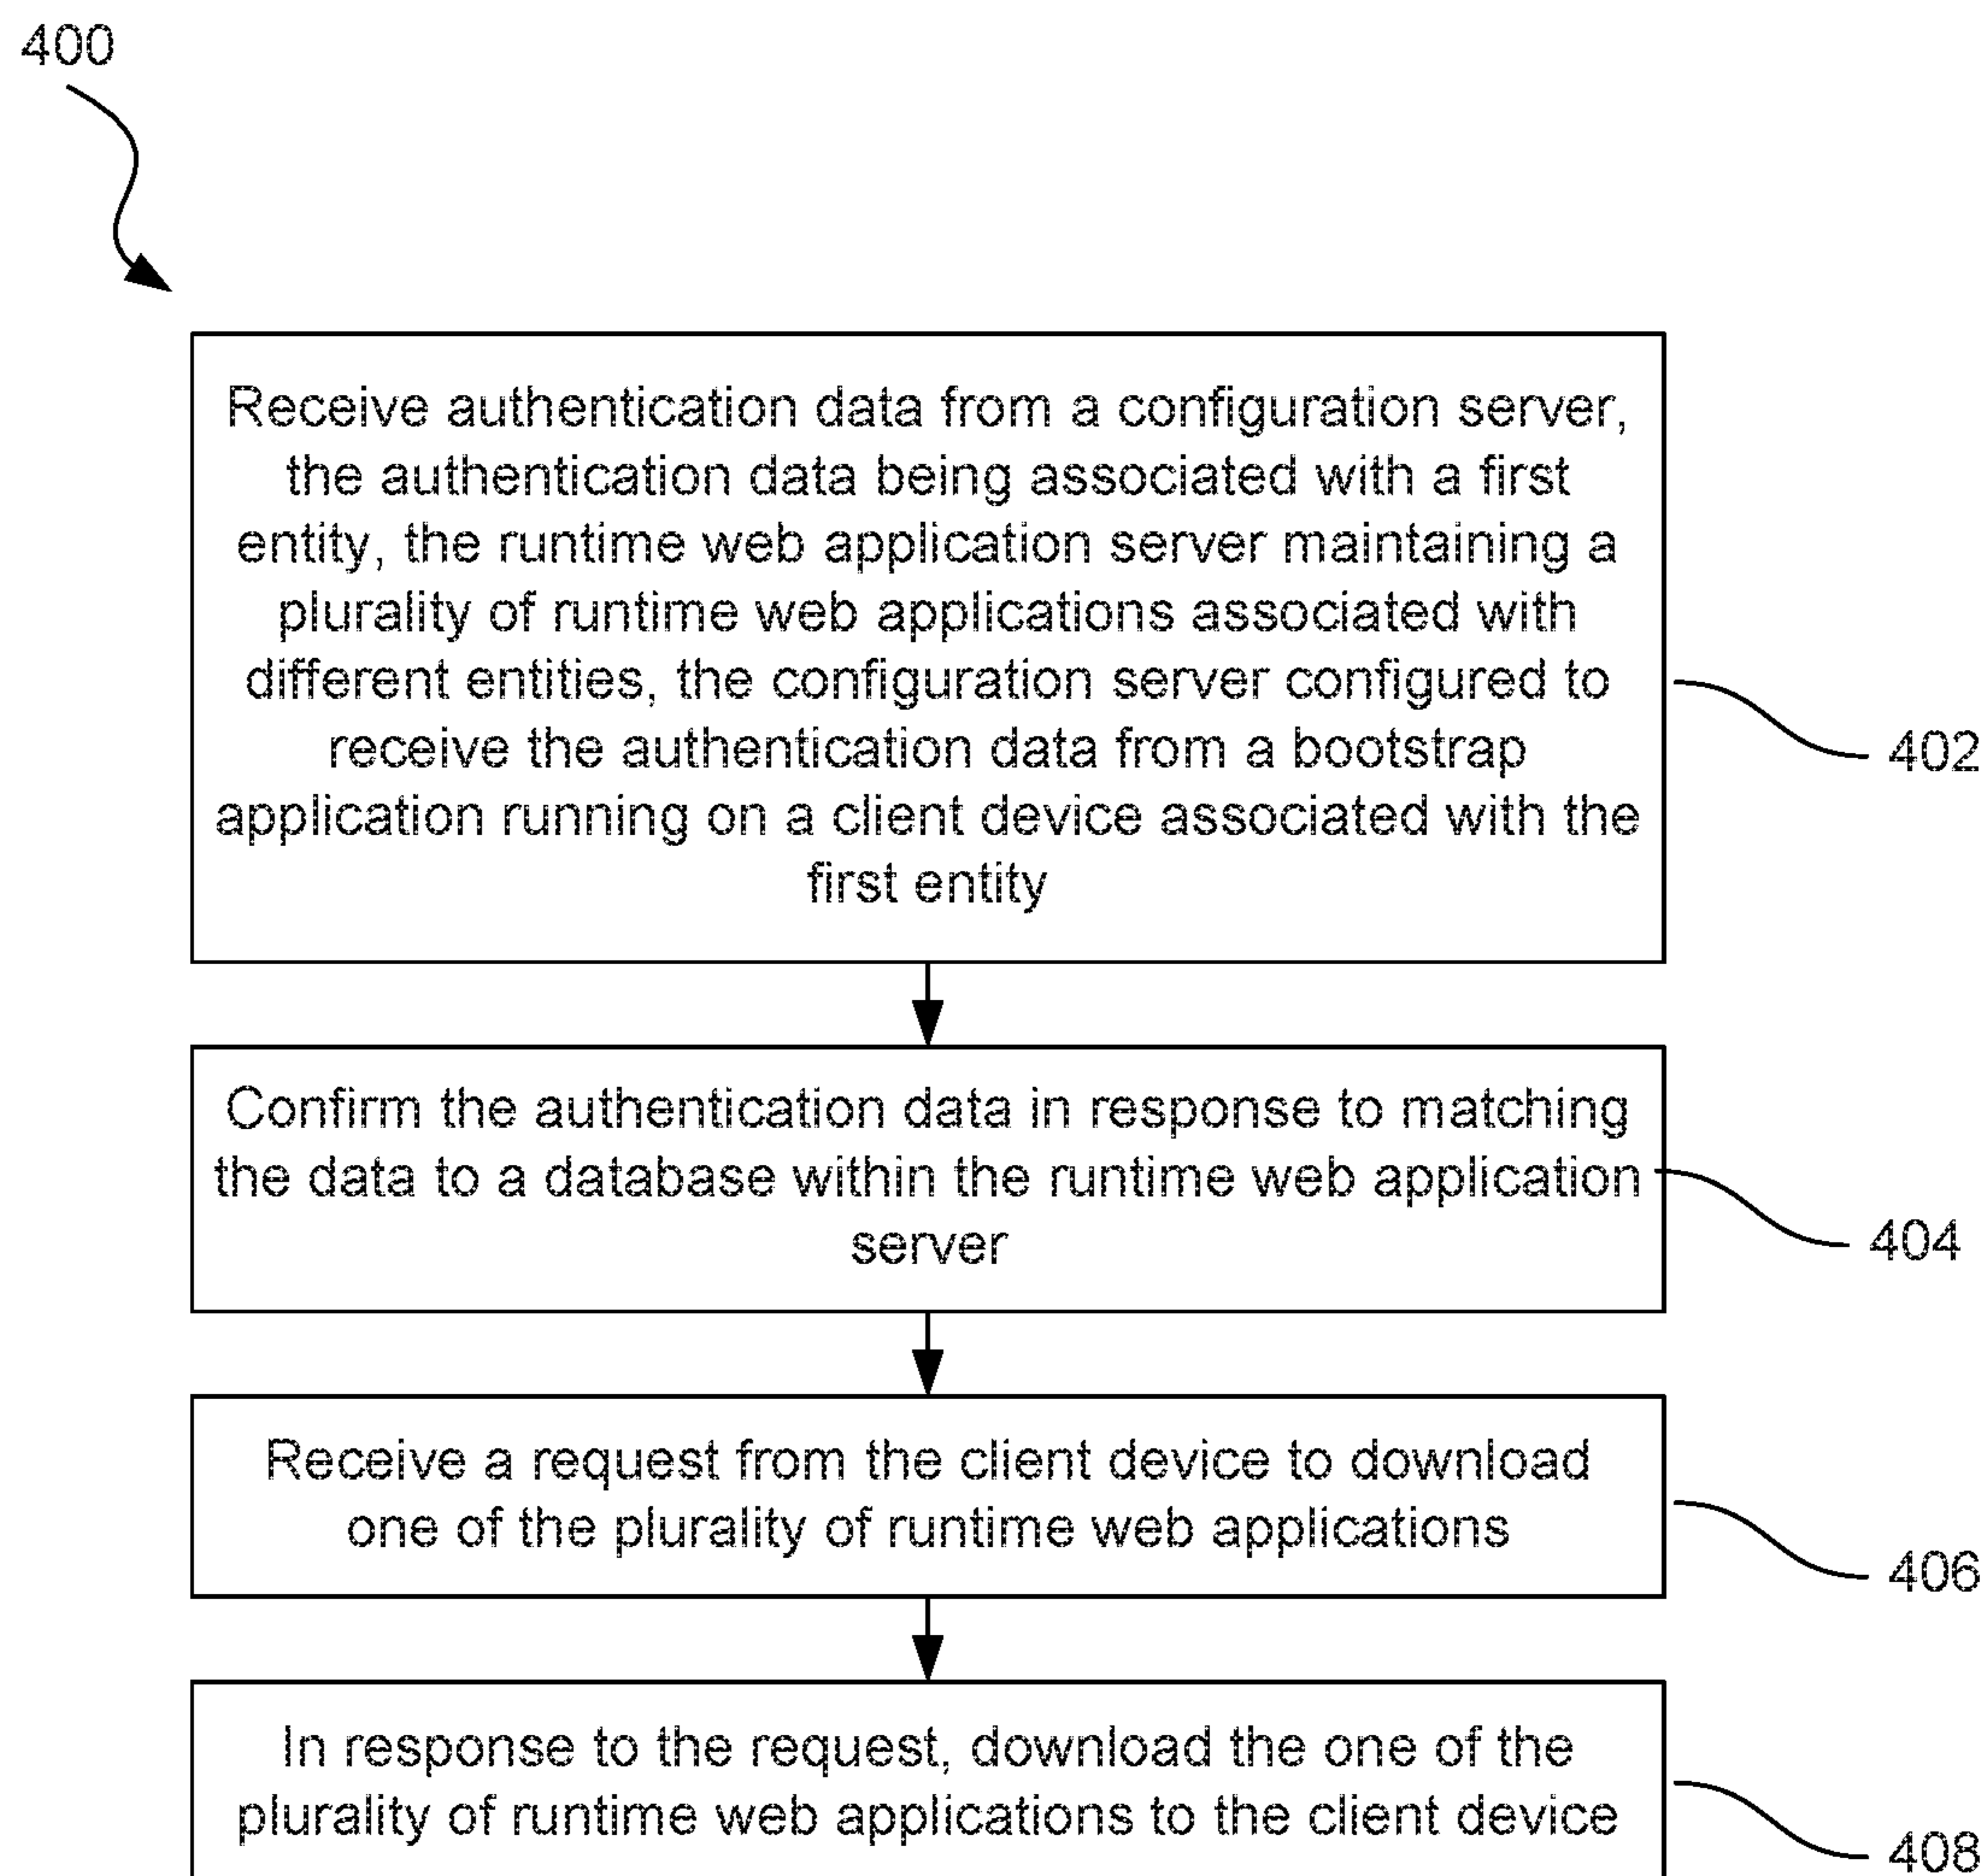 400
Receive authentication data from a configuration server,
the authentication data being associated with a first
entity, the runtime web application server maintaining a
plurality of runtime web applications associated with
different entities, the configuration server configured to
receive the authentication data from a bootstrap
application running on a client device associated with the
first entity
402
Confirm the authentication data in response to matching
the data to a database within the runtime web application
server
404
Receive a request from the client device to download
one of the plurality of runtime web applications
406
In response to the request, download the one of the
plurality of runtime web applications to the client device
408